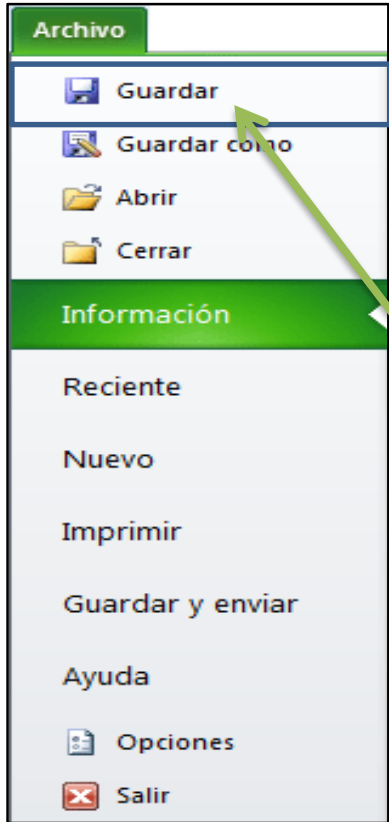 Archivo
Guardar
Guardar como
Abrir
Cerrar
Información
Reciente
Nuevo
Imprimir
Guardar y enviar
Ayuda
Opciones
Salir